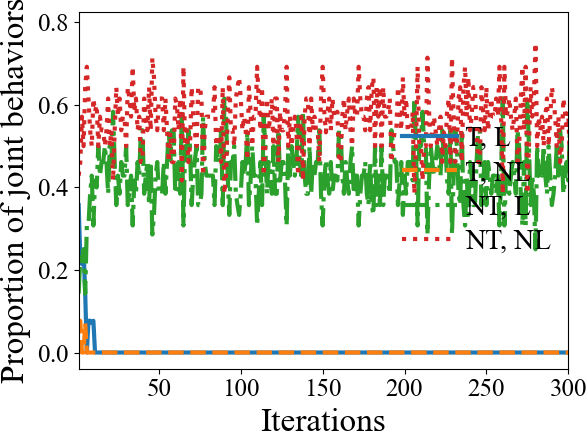 Proportion of joint behaviors
0.8
0.6
0.4
0.2
0.0
T, L
T, NL
NT, L
NT, NL
50 100 150 200 250 300
Iterations